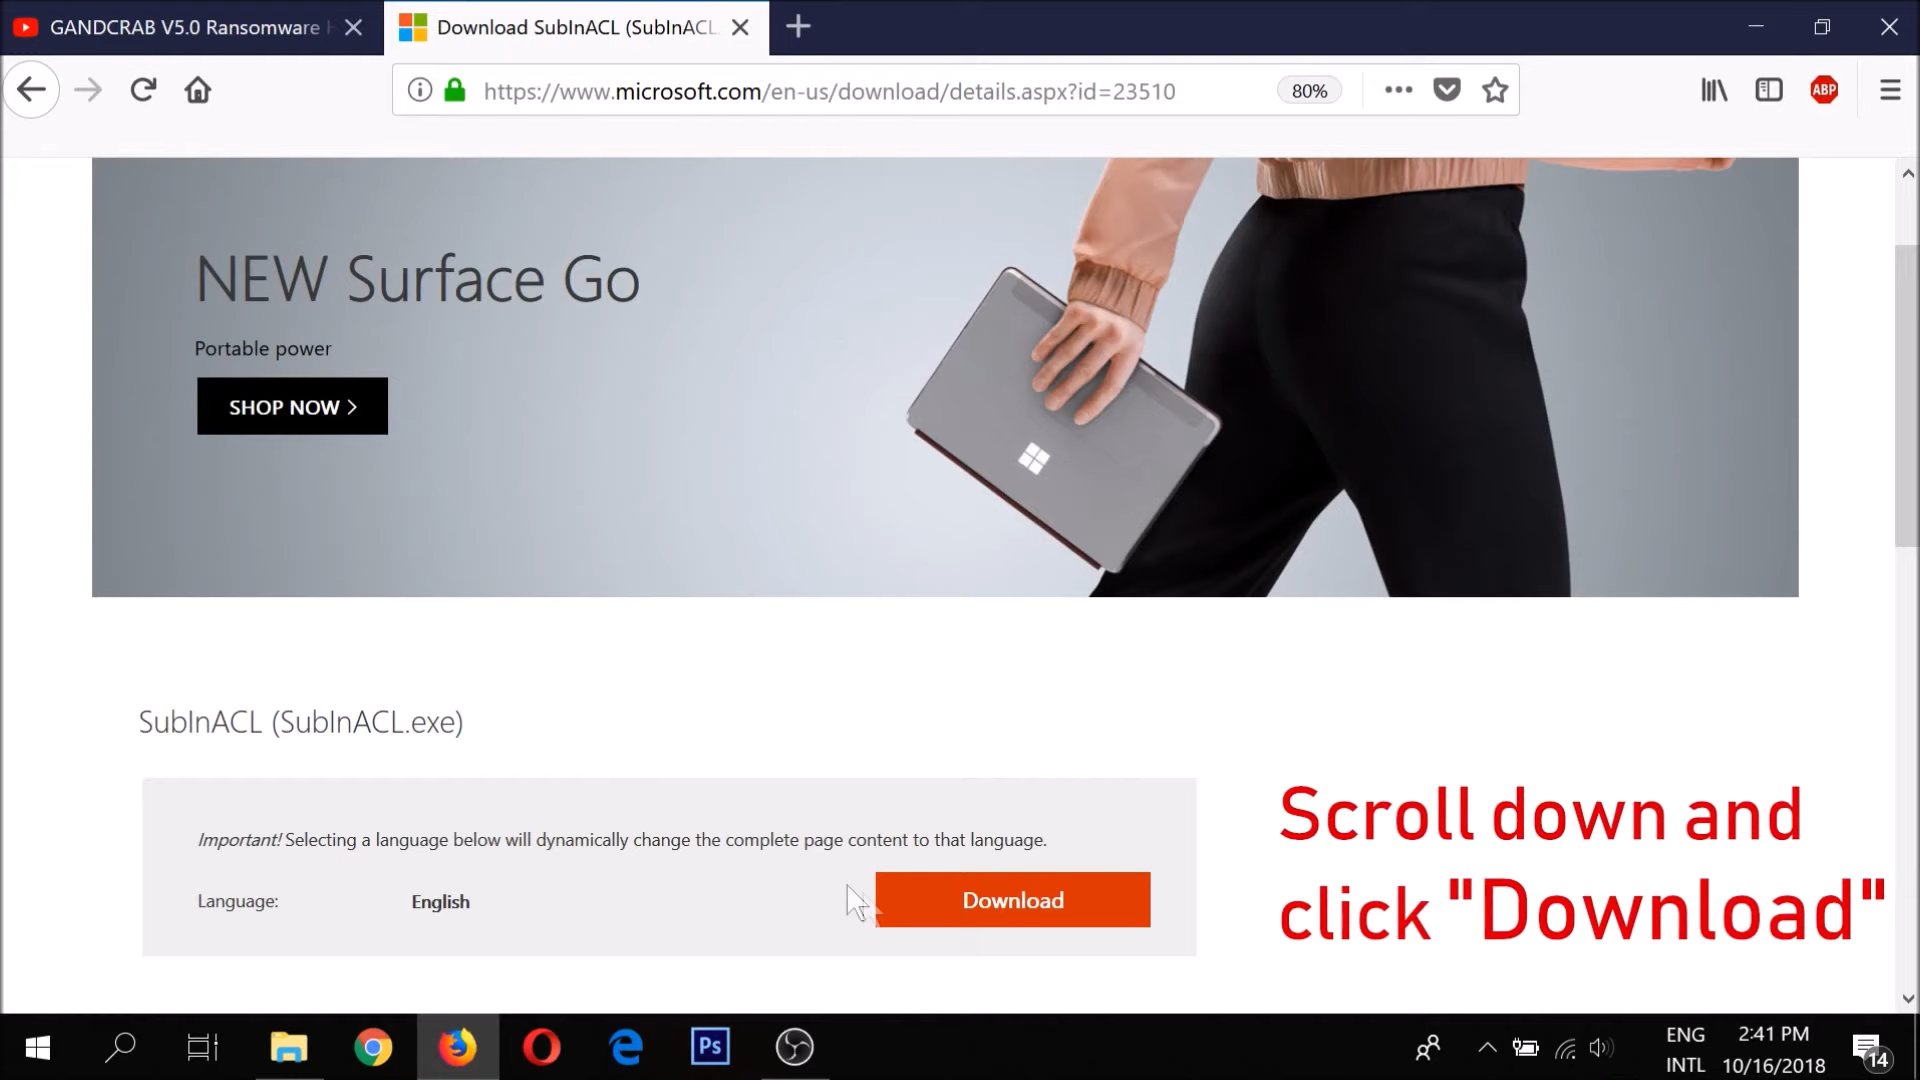 GANDCRAB V5.0 Ransomware
Download SubInACL (SubInACL.
https://www.microsoft.com/en-us/download/details.aspx?id=23510
80%
ABP
NEW Surface Go
Portable power
SHOP NOW
SubInACL (SubInACL.exe)
Important! Selecting a language below will dynamically change the complete page content to that language.
Language:
English
Download
Scroll down and
click "Download"
Ps
ENG
INTL
2:41 PM
10/16/2018
14